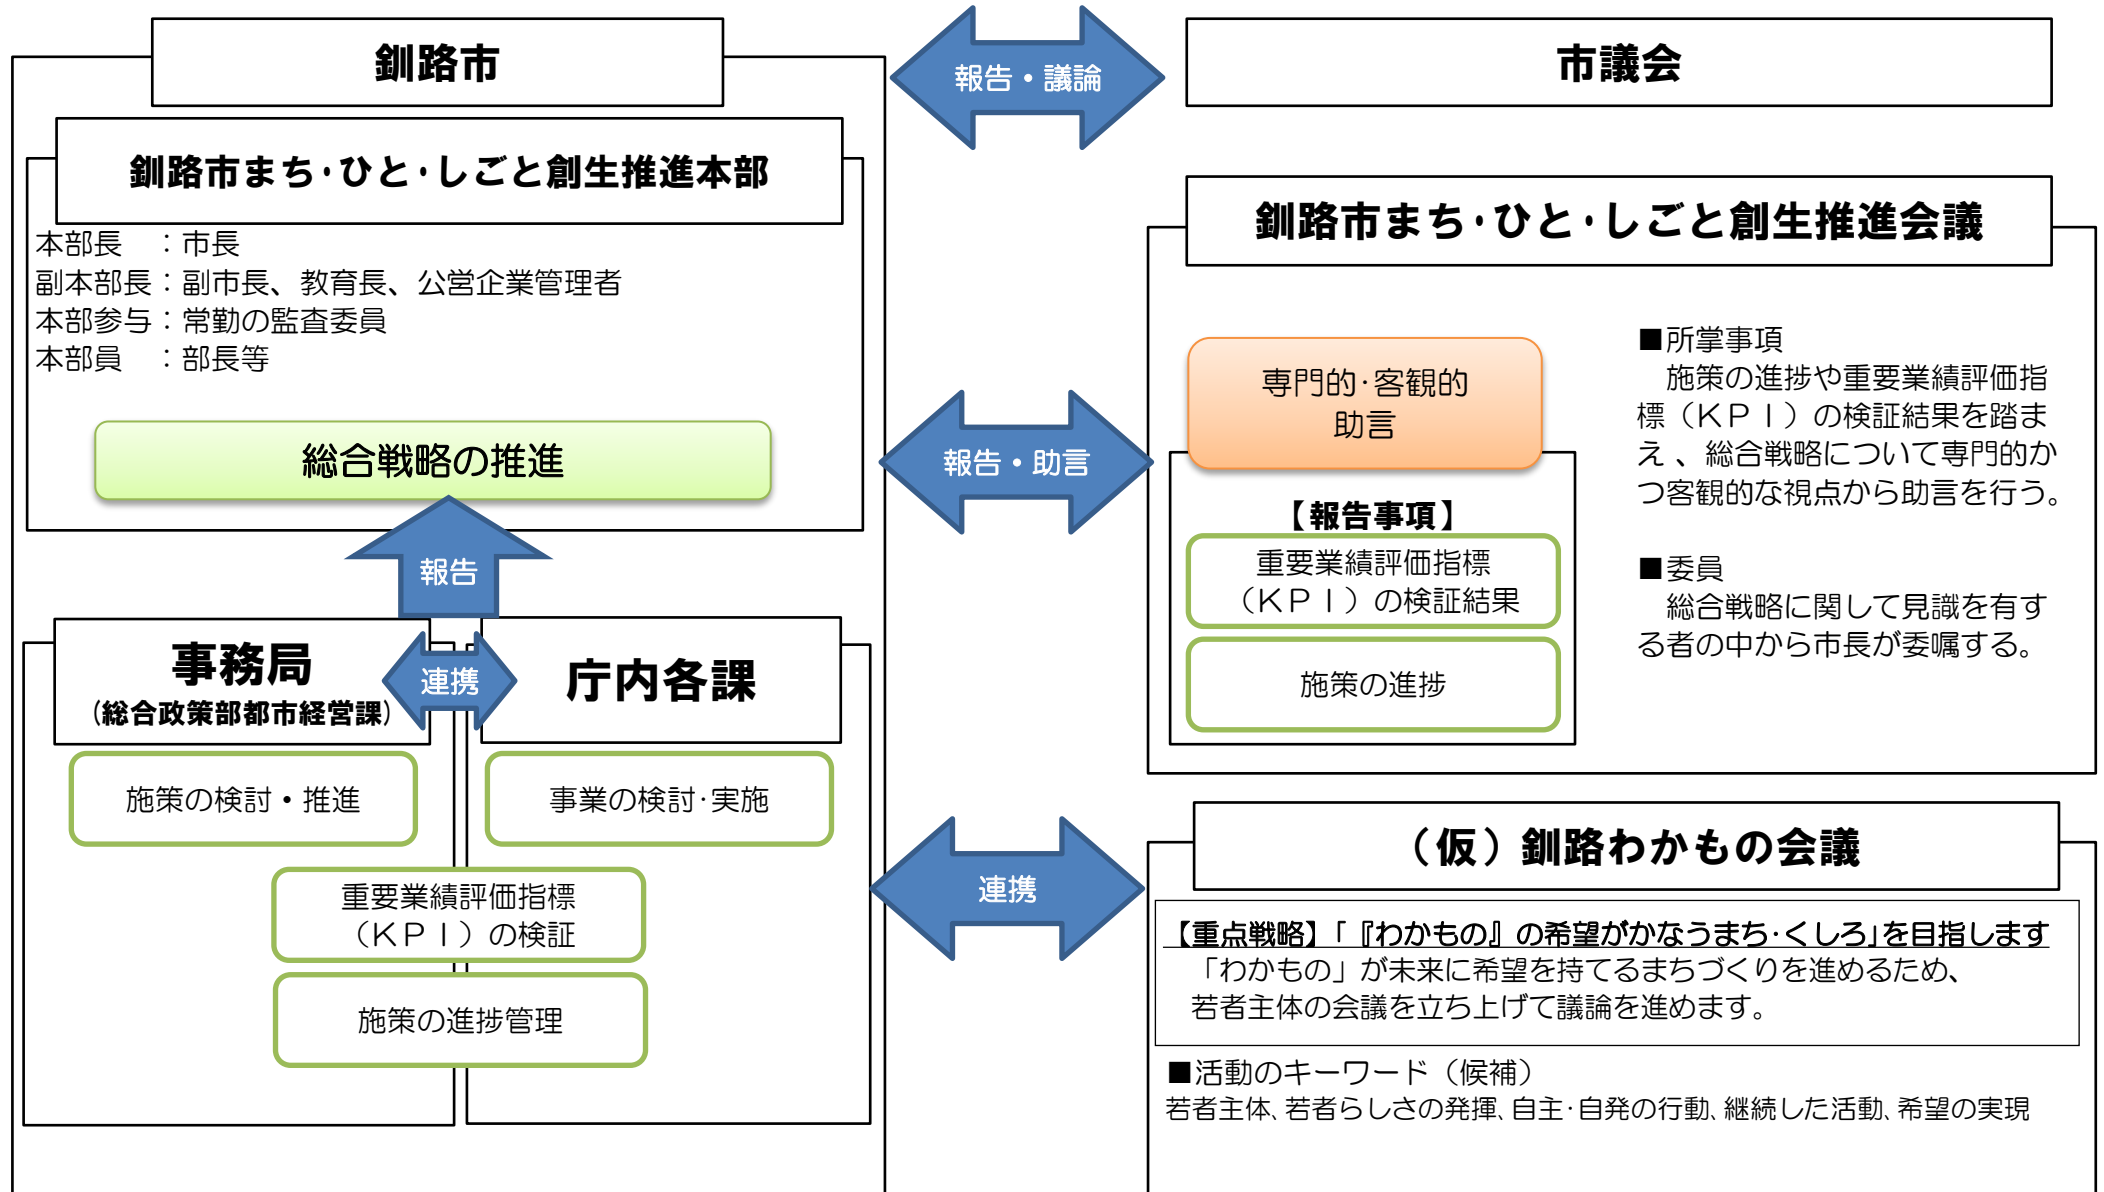 釧路市
釧路市まち･ひと･しごと創生推進本部
本部長　：市長
副本部長：副市長、教育長、公営企業管理者
本部参与：常勤の監査委員
本部員　：部長等
総合戦略の推進
報告
事務局
(総合政策部都市経営課)
連携
庁内各課
施策の検討・推進
事業の検討･実施
重要業績評価指標
（ＫＰＩ）の検証
施策の進捗管理
報告・議論
市議会
報告・助言
釧路市まち･ひと･しごと創生推進会議
専門的･客観的
助言
【報告事項】
重要業績評価指標
（ＫＰＩ）の検証結果
施策の進捗
■所掌事項
　施策の進捗や重要業績評価指
標（ＫＰＩ）の検証結果を踏ま
え 、総合戦略について専門的か
つ客観的な視点から助言を行う。
■委員
　総合戦略に関して見識を有す
る者の中から市長が委嘱する。
連携
（仮）釧路わかもの会議
【重点戦略】「『わかもの』の希望がかなうまち･くしろ」を目指します
「わかもの」が未来に希望を持てるまちづくりを進めるため、
若者主体の会議を立ち上げて議論を進めます。
■活動のキーワード（候補）
若者主体、若者らしさの発揮、自主･自発の行動、継続した活動、希望の実現